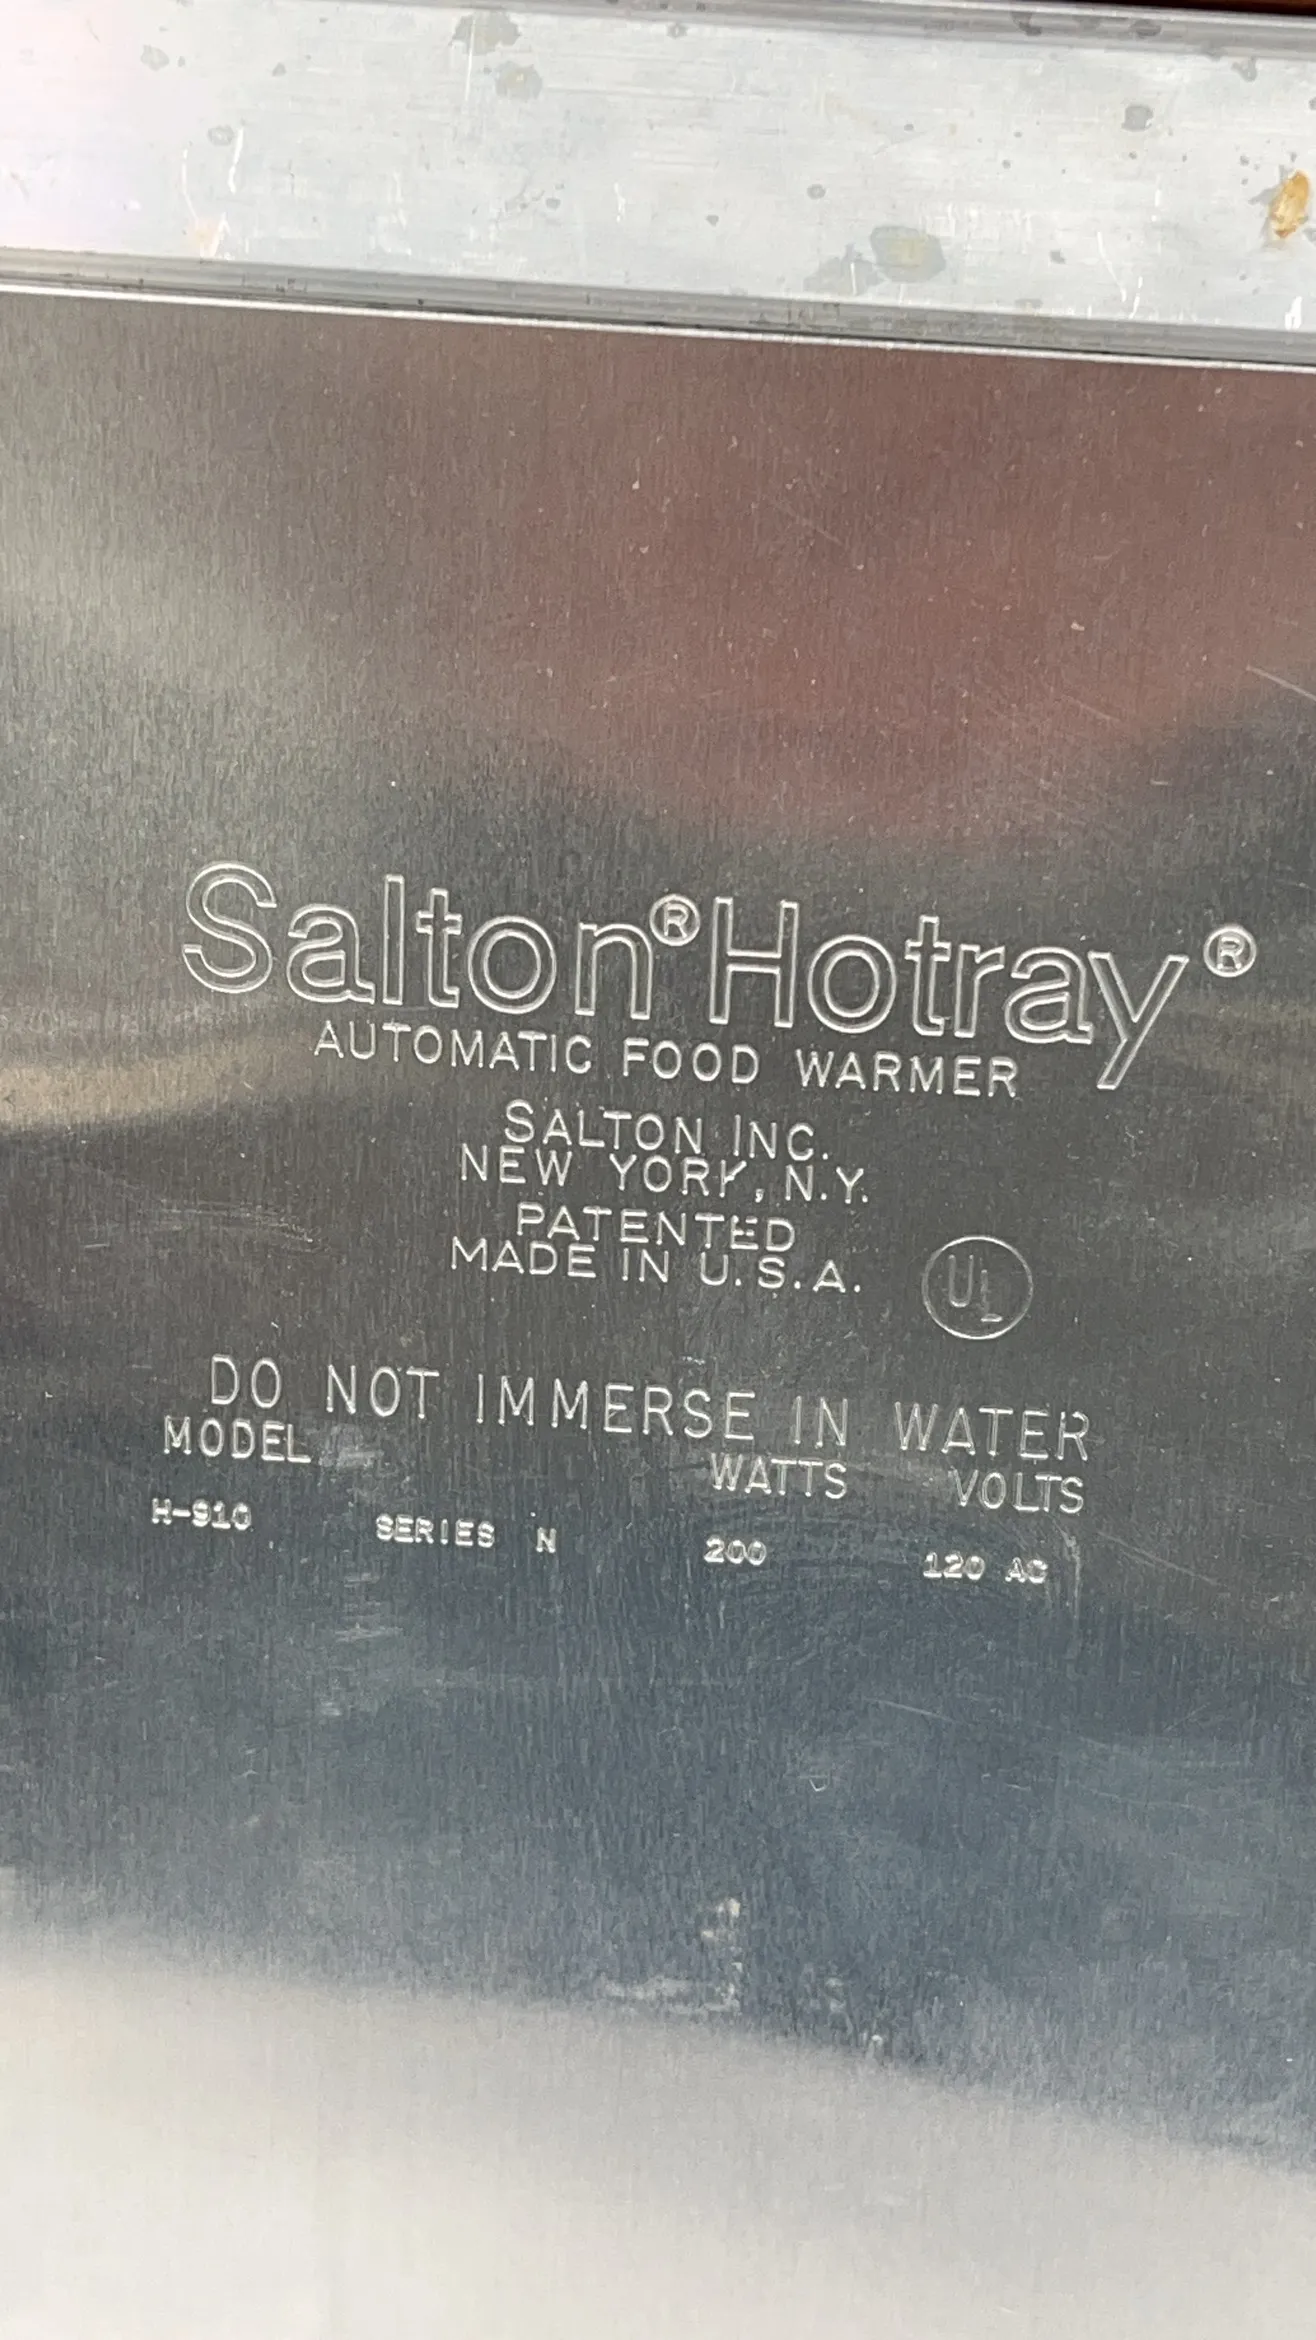 Salton® Hotray®
AUTOMATIC FOOD WARMER
SALTON INC.
NEW YORK, N.Y.
PATENTED
MADE IN U.S.A.
UL
DO NOT IMMERSE IN WATER
MODEL WATTS VOLTS
H-910 SERIES N 200 120 AC